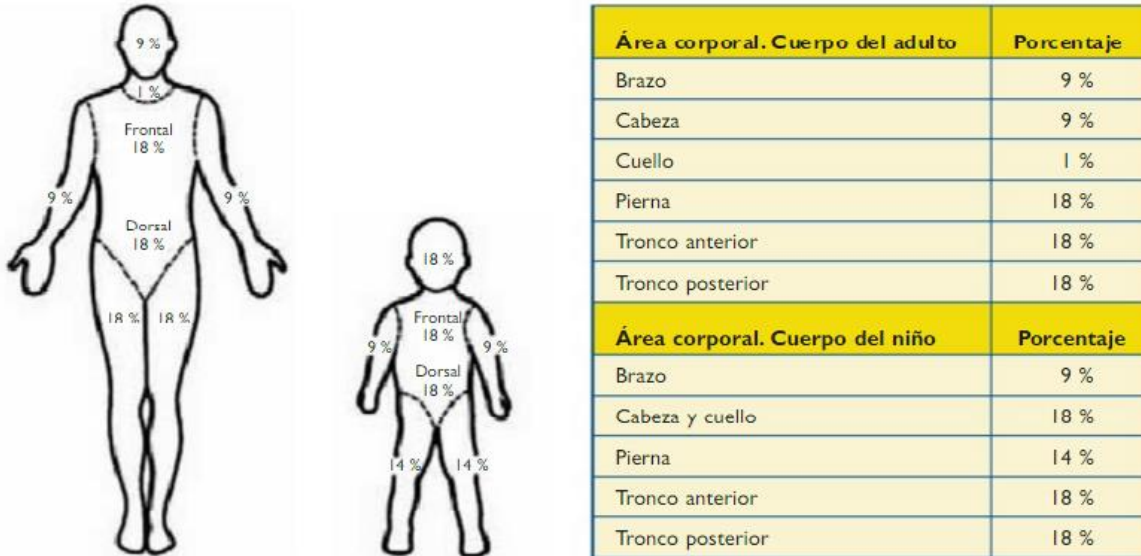 9 %
1 %
Frontal
18 %
9 %
9 %
Dorsal
18 %
18 %
18 %
18 %
Frontal
18 %
9 %
9 %
Dorsal
18 %
14 %
14 %
Área corporal. Cuerpo del adulto Porcentaje
Brazo 9 %
Cabeza 9 %
Cuello 1 %
Pierna 18 %
Tronco anterior 18 %
Tronco posterior 18 %
Área corporal. Cuerpo del niño Porcentaje
Brazo 9 %
Cabeza y cuello 18 %
Pierna 14 %
Tronco anterior 18 %
Tronco posterior 18 %